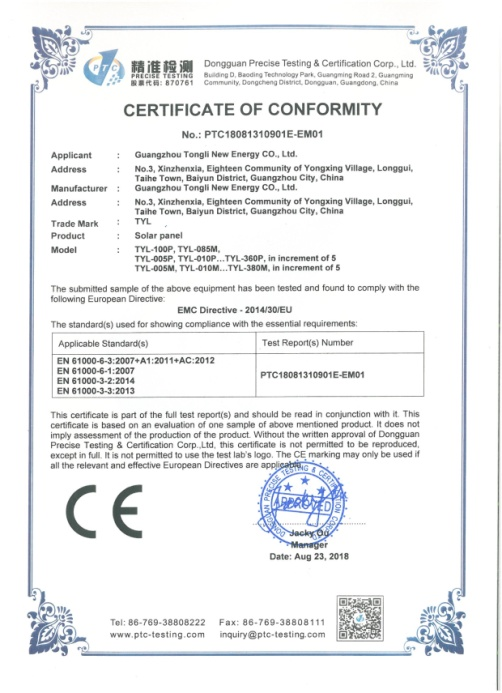 PTC
精准检测
PRECISE TESTING
股票代码: 870761
Dongguan Precise Testing & Certification Corp., Ltd.
Building D, Baoding Technology Park, Guangming Road 2, Guangming
Community, Dongcheng District, Dongguan, Guangdong, China
CERTIFICATE OF CONFORMITY
No.: PTC18081310901E-EM01
Applicant : Guangzhou Tongli New Energy CO., Ltd.
Address : No.3, Xinzhenxia, Eighteen Community of Yongxing Village, Longgui,
Taihe Town, Baiyun District, Guangzhou City, China
Manufacturer : Guangzhou Tongli New Energy CO., Ltd.
Address : No.3, Xinzhenxia, Eighteen Community of Yongxing Village, Longgui,
Taihe Town, Baiyun District, Guangzhou City, China
Trade Mark : TYL
Product : Solar panel
Model : TYL-100P, TYL-085M,
TYL-005P, TYL-010P...TYL-360P, in increment of 5
TYL-005M, TYL-010M...TYL-380M, in increment of 5
The submitted sample of the above equipment has been tested and found to comply with the
following European Directive:
EMC Directive - 2014/30/EU
The standard(s) used for showing compliance with the essential requirements:
Applicable Standard(s) Test Report(s) Number
EN 61000-6-3:2007+A1:2011+AC:2012
EN 61000-6-1:2007
EN 61000-3-2:2014
EN 61000-3-3:2013
PTC18081310901E-EM01
This certificate is part of the full test report(s) and should be read in conjunction with it. This
certificate is based on an evaluation of one sample of above mentioned product. It does not
imply assessment of the production of the product. Without the written approval of Dongguan
Precise Testing & Certification Corp.,Ltd, this certificate is not permitted to be reproduced,
except in full. It is not permitted to use the test lab's logo. The CE marking may only be used if
all the relevant and effective European Directives are applicable.
CE
DONGGUAN PRECISE TESTING & CERTIFICATION CORP., LTD.
APPROVED
Jacky Ou
Manager
Date: Aug 23, 2018
Tel: 86-769-38808222 Fax: 86-769-38808111
www.ptc-testing.com inquiry@ptc-testing.com